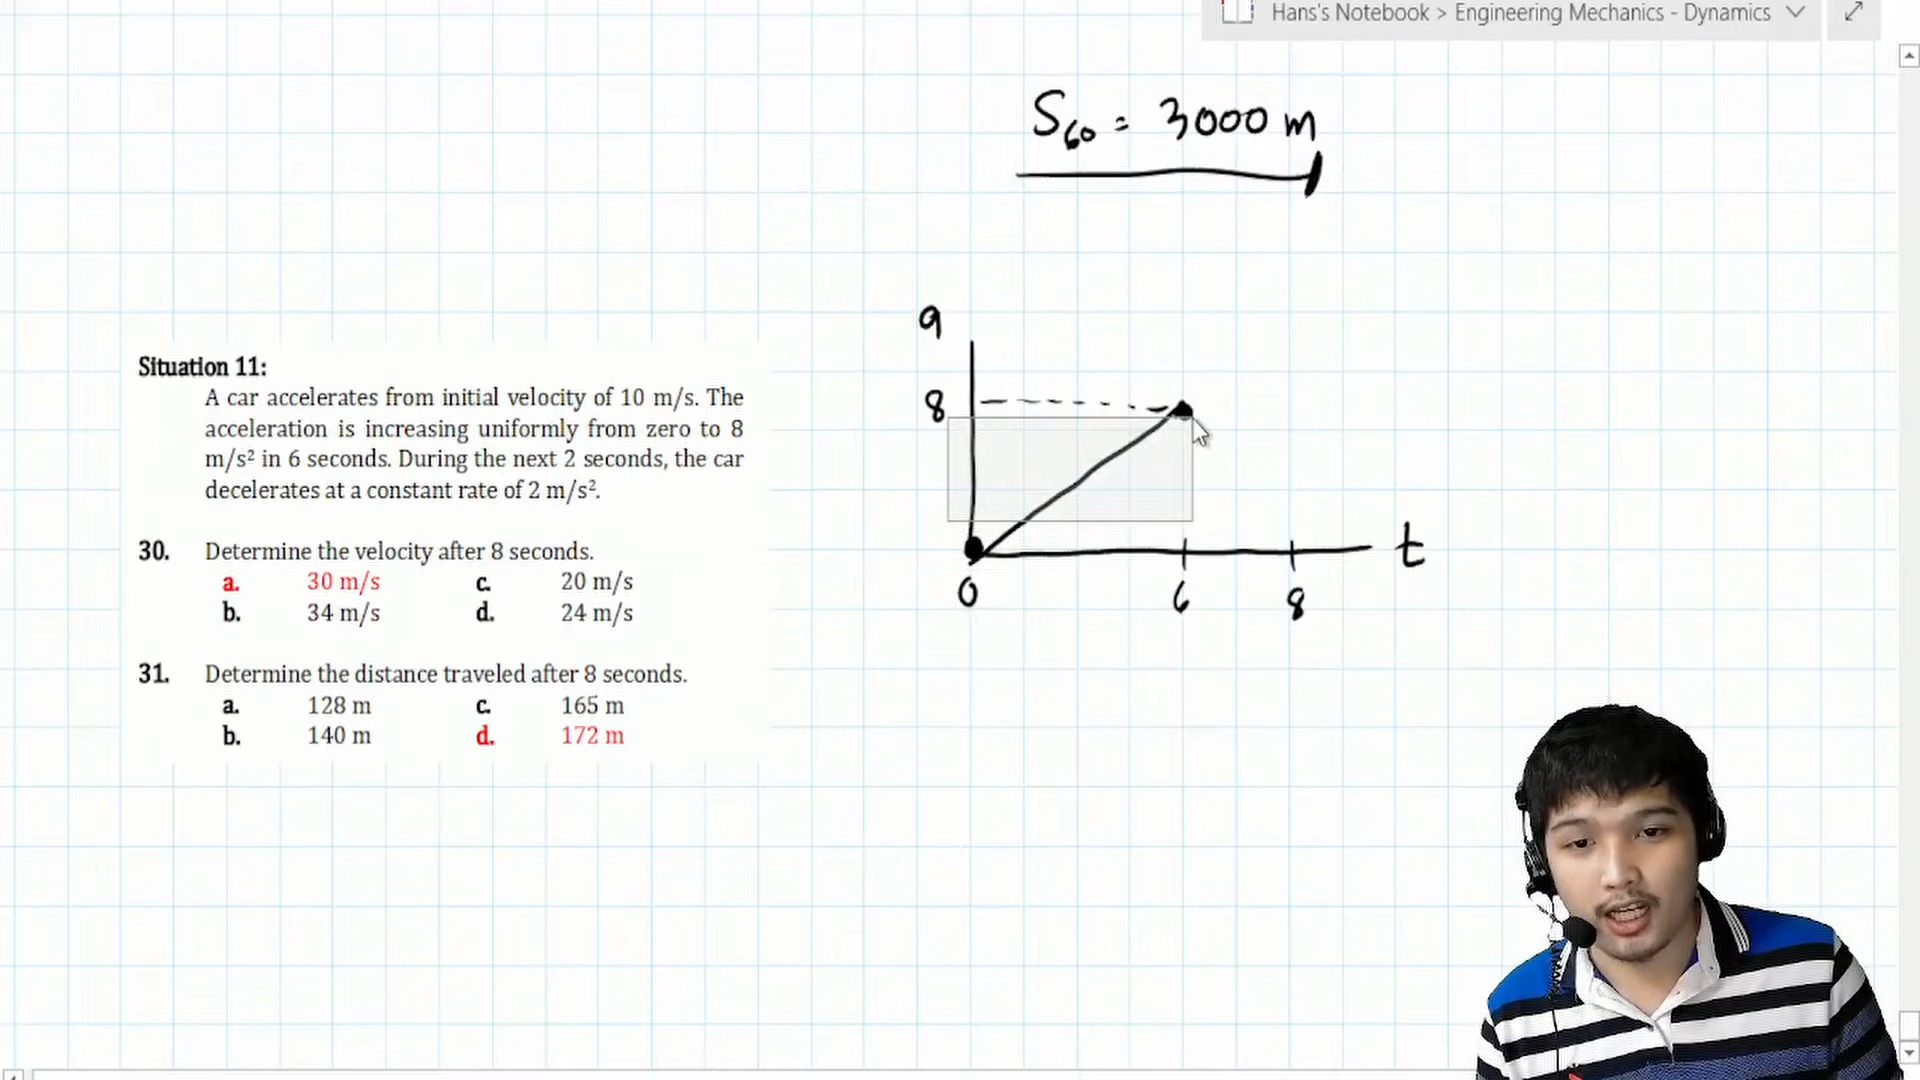 Hans's Notebook > Engineering Mechanics - Dynamics
S60 = 3000 m
a
8
t
0
6
8
Situation 11:
A car accelerates from initial velocity of 10 m/s. The
acceleration is increasing uniformly from zero to 8
m/s² in 6 seconds. During the next 2 seconds, the car
decelerates at a constant rate of 2 m/s².
30. Determine the velocity after 8 seconds.
a. 30 m/s c. 20 m/s
b. 34 m/s d. 24 m/s
31. Determine the distance traveled after 8 seconds.
a. 128 m c. 165 m
b. 140 m d. 172 m